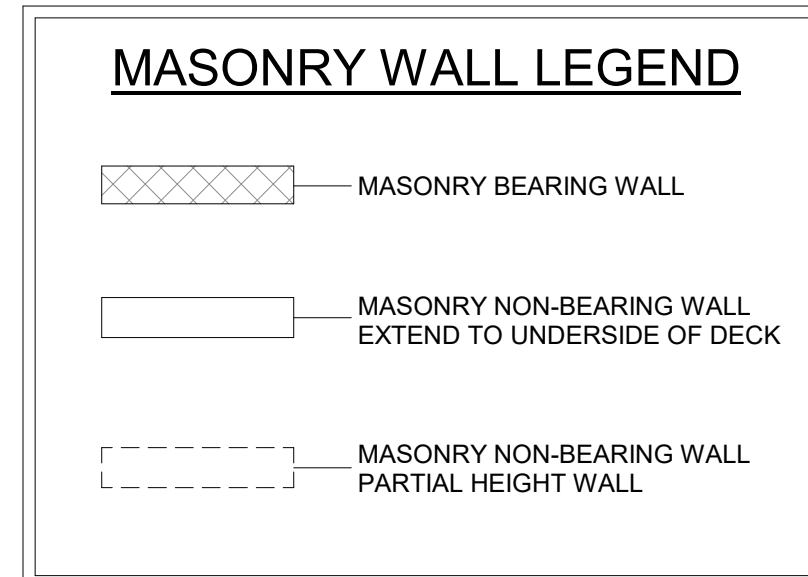 MASONRY WALL LEGEND
MASONRY BEARING WALL
MASONRY NON-BEARING WALL
EXTEND TO UNDERSIDE OF DECK
MASONRY NON-BEARING WALL
PARTIAL HEIGHT WALL